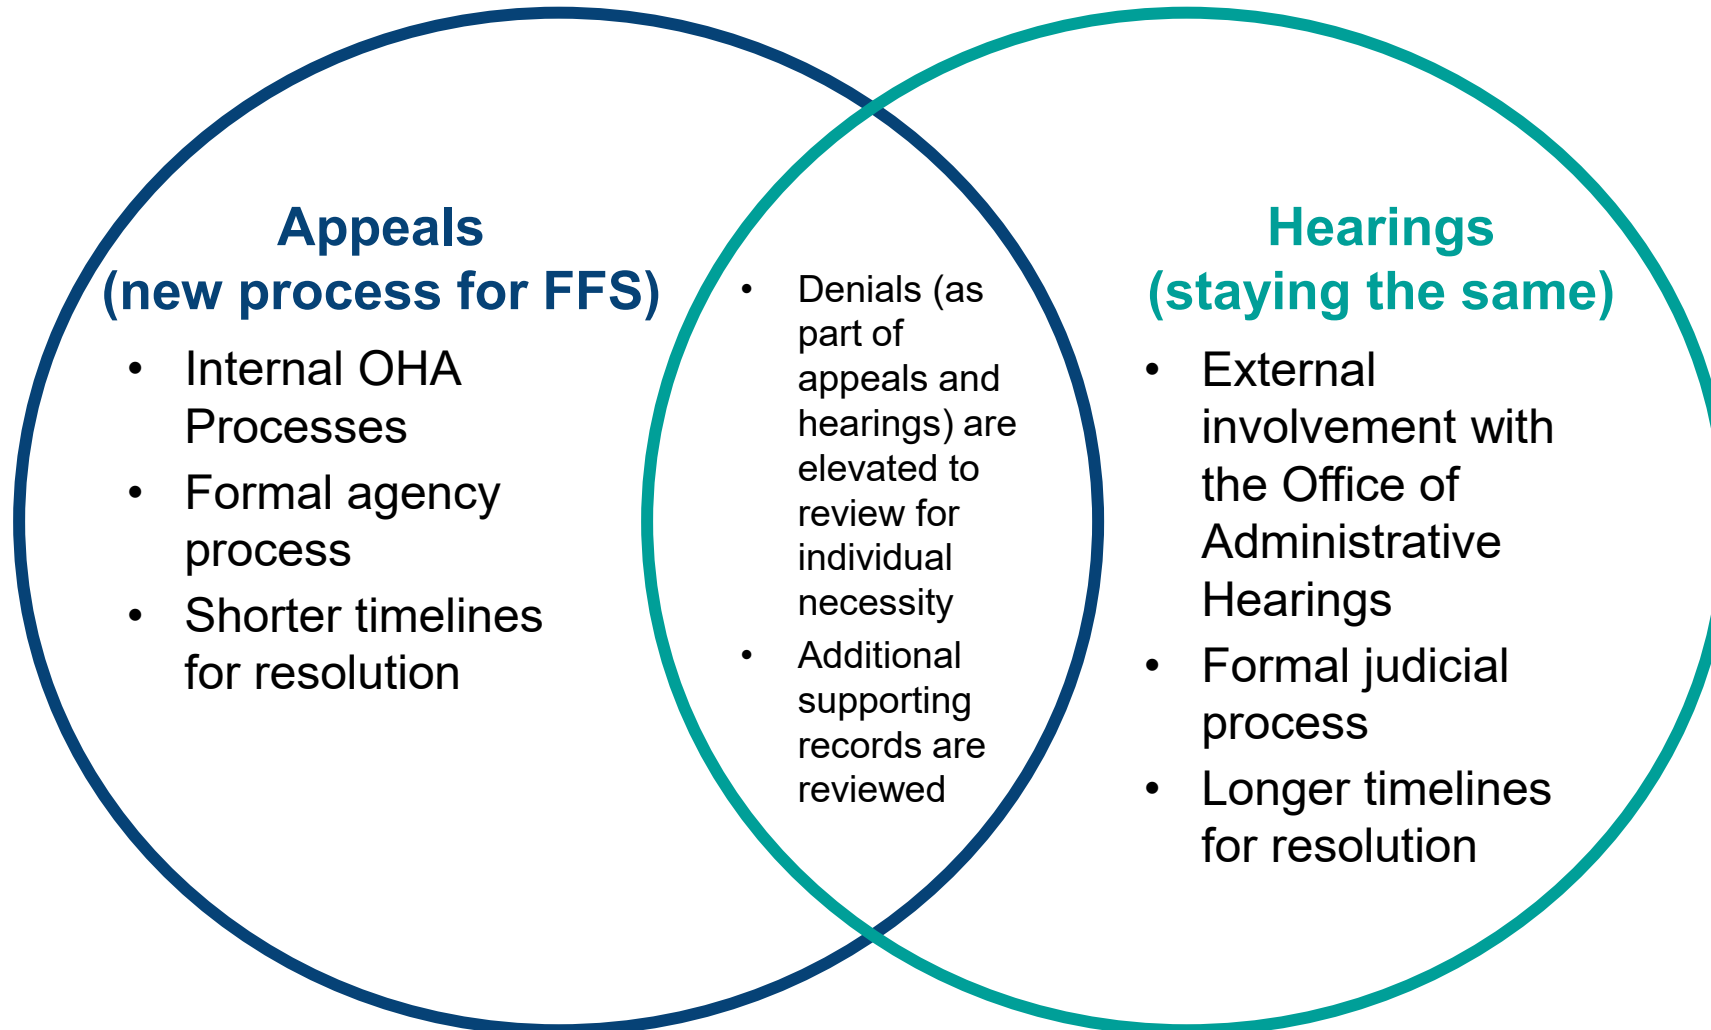 Appeals
(new process for FFS)
• Internal OHA
Processes
• Formal agency
process
• Shorter timelines
for resolution
• Denials (as
part of
appeals and
hearings) are
elevated to
review for
individual
necessity
• Additional
supporting
records are
reviewed
Hearings
(staying the same)
• External
involvement with
the Office of
Administrative
Hearings
• Formal judicial
process
• Longer timelines
for resolution